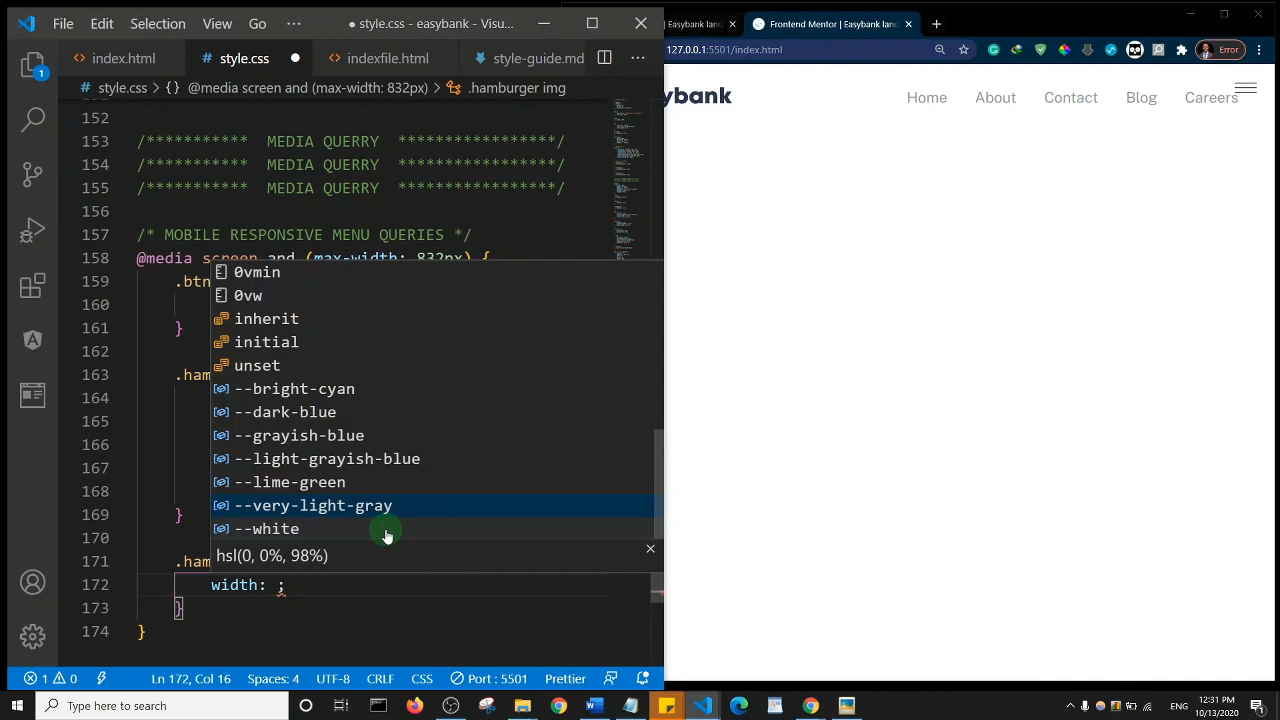 File Edit Selection View Go ··· ● style.css - easybank - Visu...
index.html # style.css ● indexfile.html style-guide.md ···
# style.css > {} @media screen and (max-width: 832px) > .hamburger img
152
153 /********** MEDIA QUERRY ****************/
154 /********** MEDIA QUERRY ****************/
155 /********** MEDIA QUERRY ****************/
156
157 /* MOBILE RESPONSIVE MENU QUERIES */
158 @media screen and (max-width: 832px) {
159 .btn
160
161 }
162
163 .ham
164
165
166
167
168
169 }
170
171 .ham
172 width: ;
173 }
174 }
0vmin
0vw
inherit
initial
unset
--bright-cyan
--dark-blue
--grayish-blue
--light-grayish-blue
--lime-green
--very-light-gray
--white
hsl(0, 0%, 98%)
1
1 0 Ln 172, Col 16 Spaces: 4 UTF-8 CRLF CSS Port : 5501 Prettier
| Easybank land Frontend Mentor | Easybank land
127.0.0.1:5501/index.html
Error
ybank Home About Contact Blog Careers
Type here to search
ENG
12:31 PM
10/13/2020